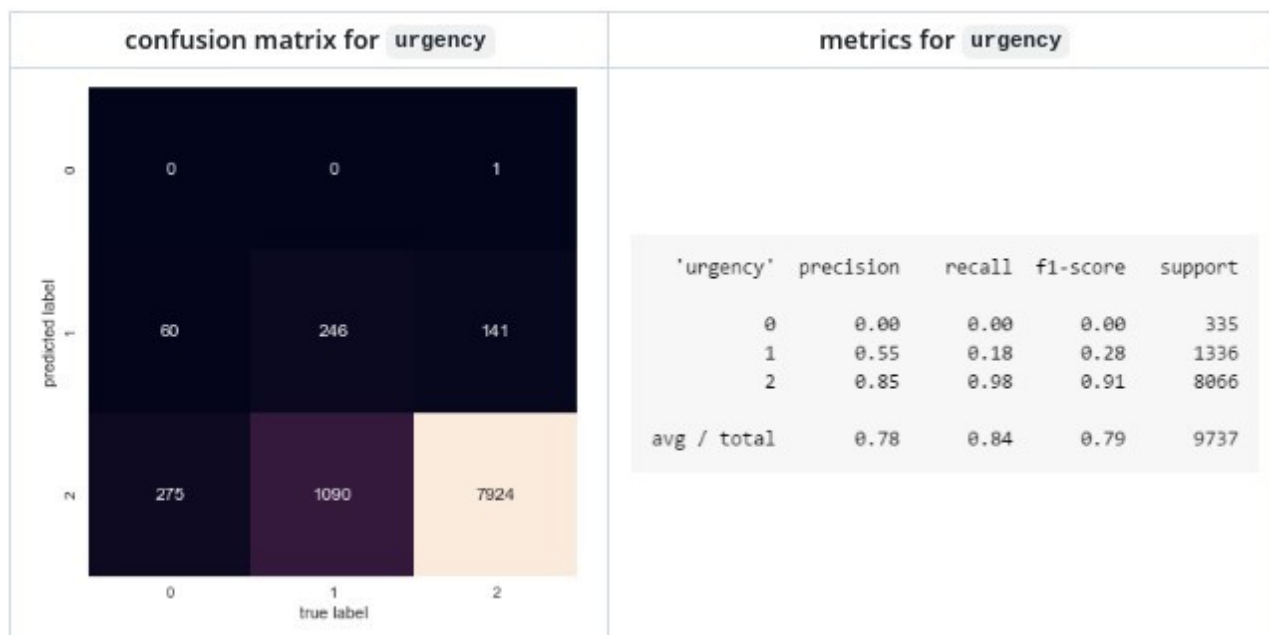 confusion matrix for urgency
metrics for urgency
0 0 0 1
1 60 246 141
2 275 1090 7924
0 1 2
predicted label
true label
'urgency' precision recall f1-score support
0 0.00 0.00 0.00 335
1 0.55 0.18 0.28 1336
2 0.85 0.98 0.91 8066
avg / total 0.78 0.84 0.79 9737